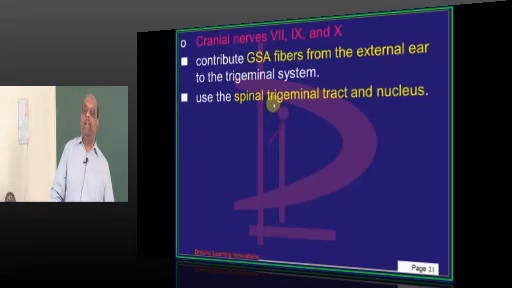 Cranial nerves VII, IX, and X
contribute GSA fibers from the external ear
to the trigeminal system.
use the spinal trigeminal tract and nucleus.
Page 21